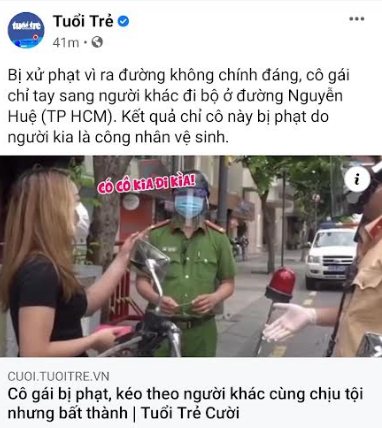 Tuổi Trẻ
41m
Bị xử phạt vì ra đường không chính đáng, cô gái
chỉ tay sang người khác đi bộ ở đường Nguyễn
Huệ (TP HCM). Kết quả chỉ cô này bị phạt do
người kia là công nhân vệ sinh.
CÓ CÔ KIA ĐI KÌA!
CUOI.TUOITRE.VN
Cô gái bị phạt, kéo theo người khác cùng chịu tội
nhưng bất thành | Tuổi Trẻ Cười